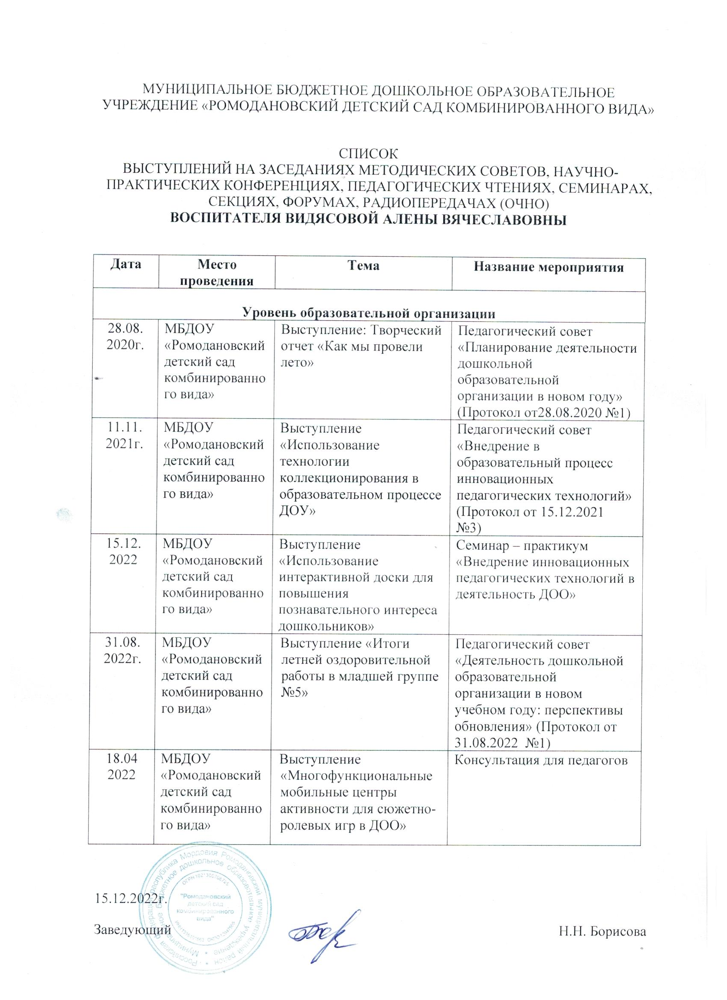 МУНИЦИПАЛЬНОЕ БЮДЖЕТНОЕ ДОШКОЛЬНОЕ ОБРАЗОВАТЕЛЬНОЕ
УЧРЕЖДЕНИЕ «РОМОДАНОВСКИЙ ДЕТСКИЙ САД КОМБИНИРОВАННОГО ВИДА»
СПИСОК
ВЫСТУПЛЕНИЙ НА ЗАСЕДАНИЯХ МЕТОДИЧЕСКИХ СОВЕТОВ, НАУЧНО-
ПРАКТИЧЕСКИХ КОНФЕРЕНЦИЯХ, ПЕДАГОГИЧЕСКИХ ЧТЕНИЯХ, СЕМИНАРАХ,
СЕКЦИЯХ, ФОРУМАХ, РАДИОПЕРЕДАЧАХ (ОЧНО)
ВОСПИТАТЕЛЯ ВИДЯСОВОЙ АЛЕНЫ ВЯЧЕСЛАВОВНЫ
Дата
Место
проведения
Тема
Название мероприятия
Уровень образовательной организации
28.08.
2020г.
МБДОУ
«Ромодановский
детский сад
комбинированно
го вида»
Выступление: Творческий
отчет «Как мы провели
лето»
Педагогический совет
«Планирование деятельности
дошкольной
образовательной
организации в новом году»
(Протокол от28.08.2020 №1)
11.11.
2021г.
МБДОУ
«Ромодановский
детский сад
комбинированно
го вида»
Выступление
«Использование
технологии
коллекционирования в
образовательном процессе
ДОУ»
Педагогический совет
«Внедрение в
образовательный процесс
инновационных
педагогических технологий»
(Протокол от 15.12.2021
№3)
15.12.
2022
МБДОУ
«Ромодановский
детский сад
комбинированно
го вида»
Выступление
«Использование
интерактивной доски для
повышения
познавательного интереса
дошкольников»
Семинар – практикум
«Внедрение инновационных
педагогических технологий в
деятельность ДОО»
31.08.
2022г.
МБДОУ
«Ромодановский
детский сад
комбинированно
го вида»
Выступление «Итоги
летней оздоровительной
работы в младшей группе
№5»
Педагогический совет
«Деятельность дошкольной
образовательной
организации в новом
учебном году: перспективы
обновления» (Протокол от
31.08.2022 №1)
18.04
2022
МБДОУ
«Ромодановский
детский сад
комбинированно
го вида»
Выступление
«Многофункциональные
мобильные центры
активности для сюжетно-
ролевых игр в ДОО»
Консультация для педагогов
Российская федерация республика Мордовия Ромодановский муниципальный район
Муниципальное бюджетное дошкольное образовательное учреждение
"Ромодановский
детский сад
комбинированного
вида"
15.12.2022г.
Заведующий
Н.Н. Борисова